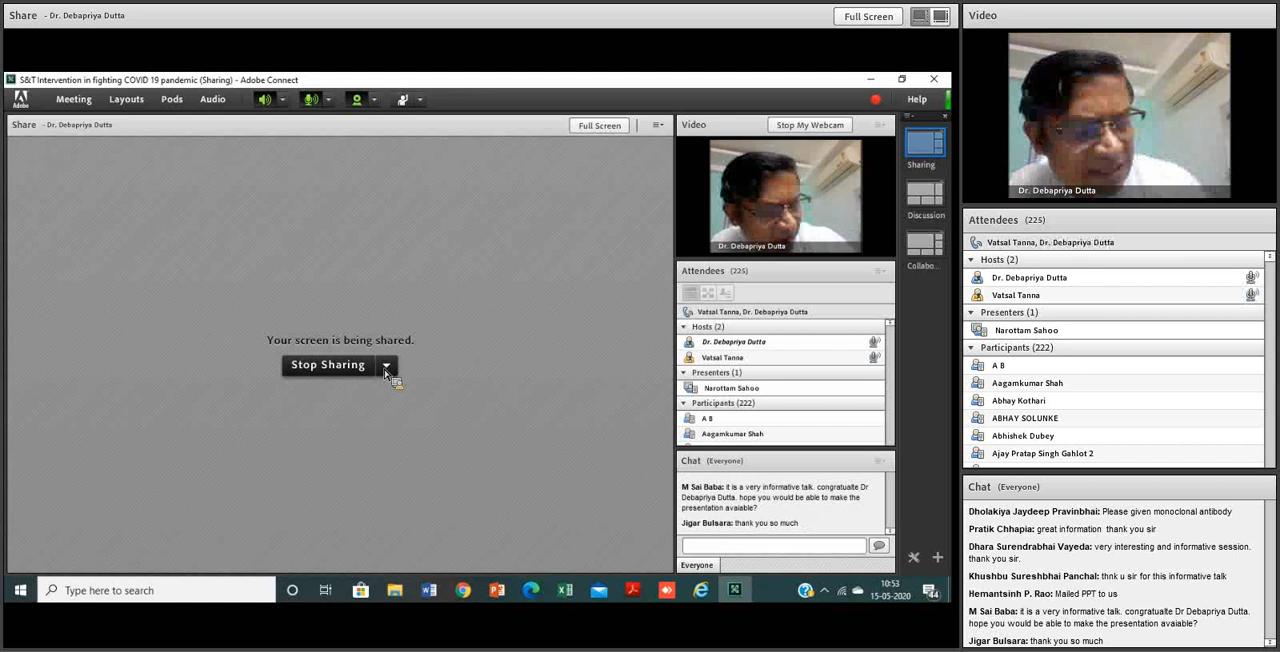 Share - Dr. Debapriya Dutta
Full Screen
S&T Intervention in fighting COVID 19 pandemic (Sharing) - Adobe Connect
Adobe
Meeting Layouts Pods Audio
Help
Share - Dr. Debapriya Dutta
Full Screen
Your screen is being shared.
Stop Sharing
Video
Stop My Webcam
Dr. Debapriya Dutta
Attendees (225)
Vatsal Tanna, Dr. Debapriya Dutta
Hosts (2)
Dr. Debapriya Dutta
Vatsal Tanna
Presenters (1)
Narottam Sahoo
Participants (222)
A B
Aagamkumar Shah
Chat (Everyone)
M Sai Baba: it is a very informative talk. congratualte Dr
Debapriya Dutta. hope you would be able to make the
presentation avaiable?
Jigar Bulsara: thank you so much
Everyone
Sharing
Discussion
Collabo...
Type here to search
10:53
15-05-2020
44
Video
Dr. Debapriya Dutta
Attendees (225)
Vatsal Tanna, Dr. Debapriya Dutta
Hosts (2)
Dr. Debapriya Dutta
Vatsal Tanna
Presenters (1)
Narottam Sahoo
Participants (222)
A B
Aagamkumar Shah
Abhay Kothari
ABHAY SOLUNKE
Abhishek Dubey
Ajay Pratap Singh Gahlot 2
Chat (Everyone)
Dholakiya Jaydeep Pravinbhai: Please given monoclonal antibody
Pratik Chhapia: great information thank you sir
Dhara Surendrabhai Vayeda: very interesting and informative session.
thank you sir.
Khushbu Sureshbhai Panchal: thnk u sir for this informative talk
Hemantsinh P. Rao: Mailed PPT to us
M Sai Baba: it is a very informative talk. congratualte Dr Debapriya Dutta.
hope you would be able to make the presentation avaiable?
Jigar Bulsara: thank you so much